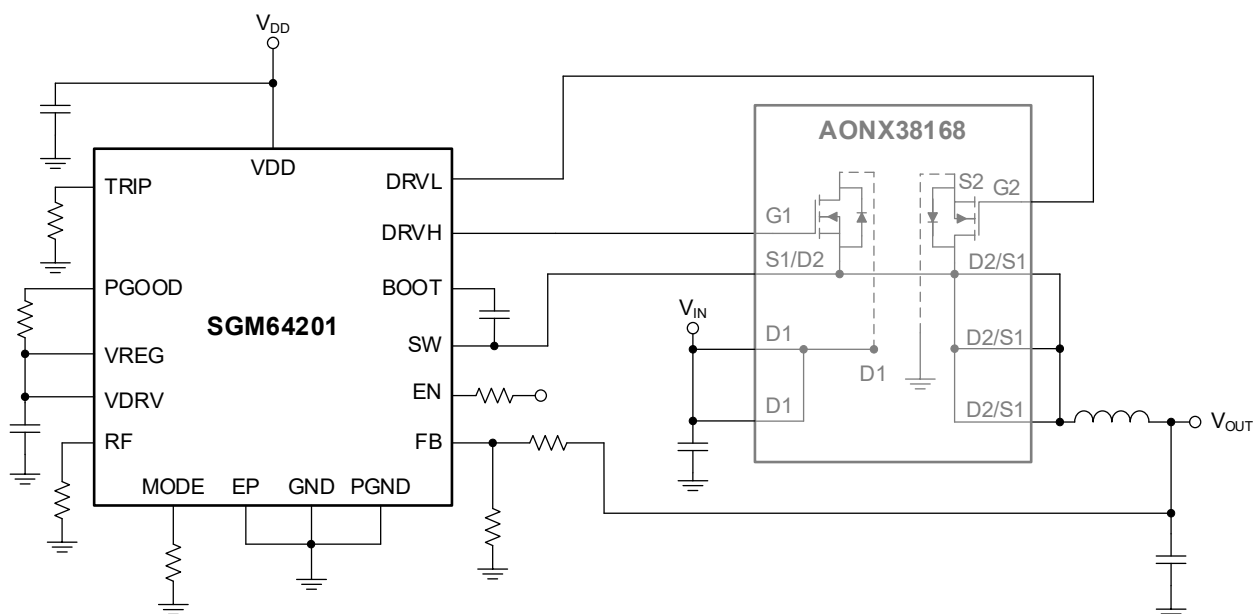 VDD
AONX38168
VDD
TRIP
DRVL
S2
G2
G1
DRVH
S1/D2
D2/S1
PGOOD
BOOT
SGM64201
VIN
VREG
SW
D1
D2/S1
D1
VDRV
EN
D1
D2/S1
VOUT
RF
FB
MODE
EP
GND
PGND